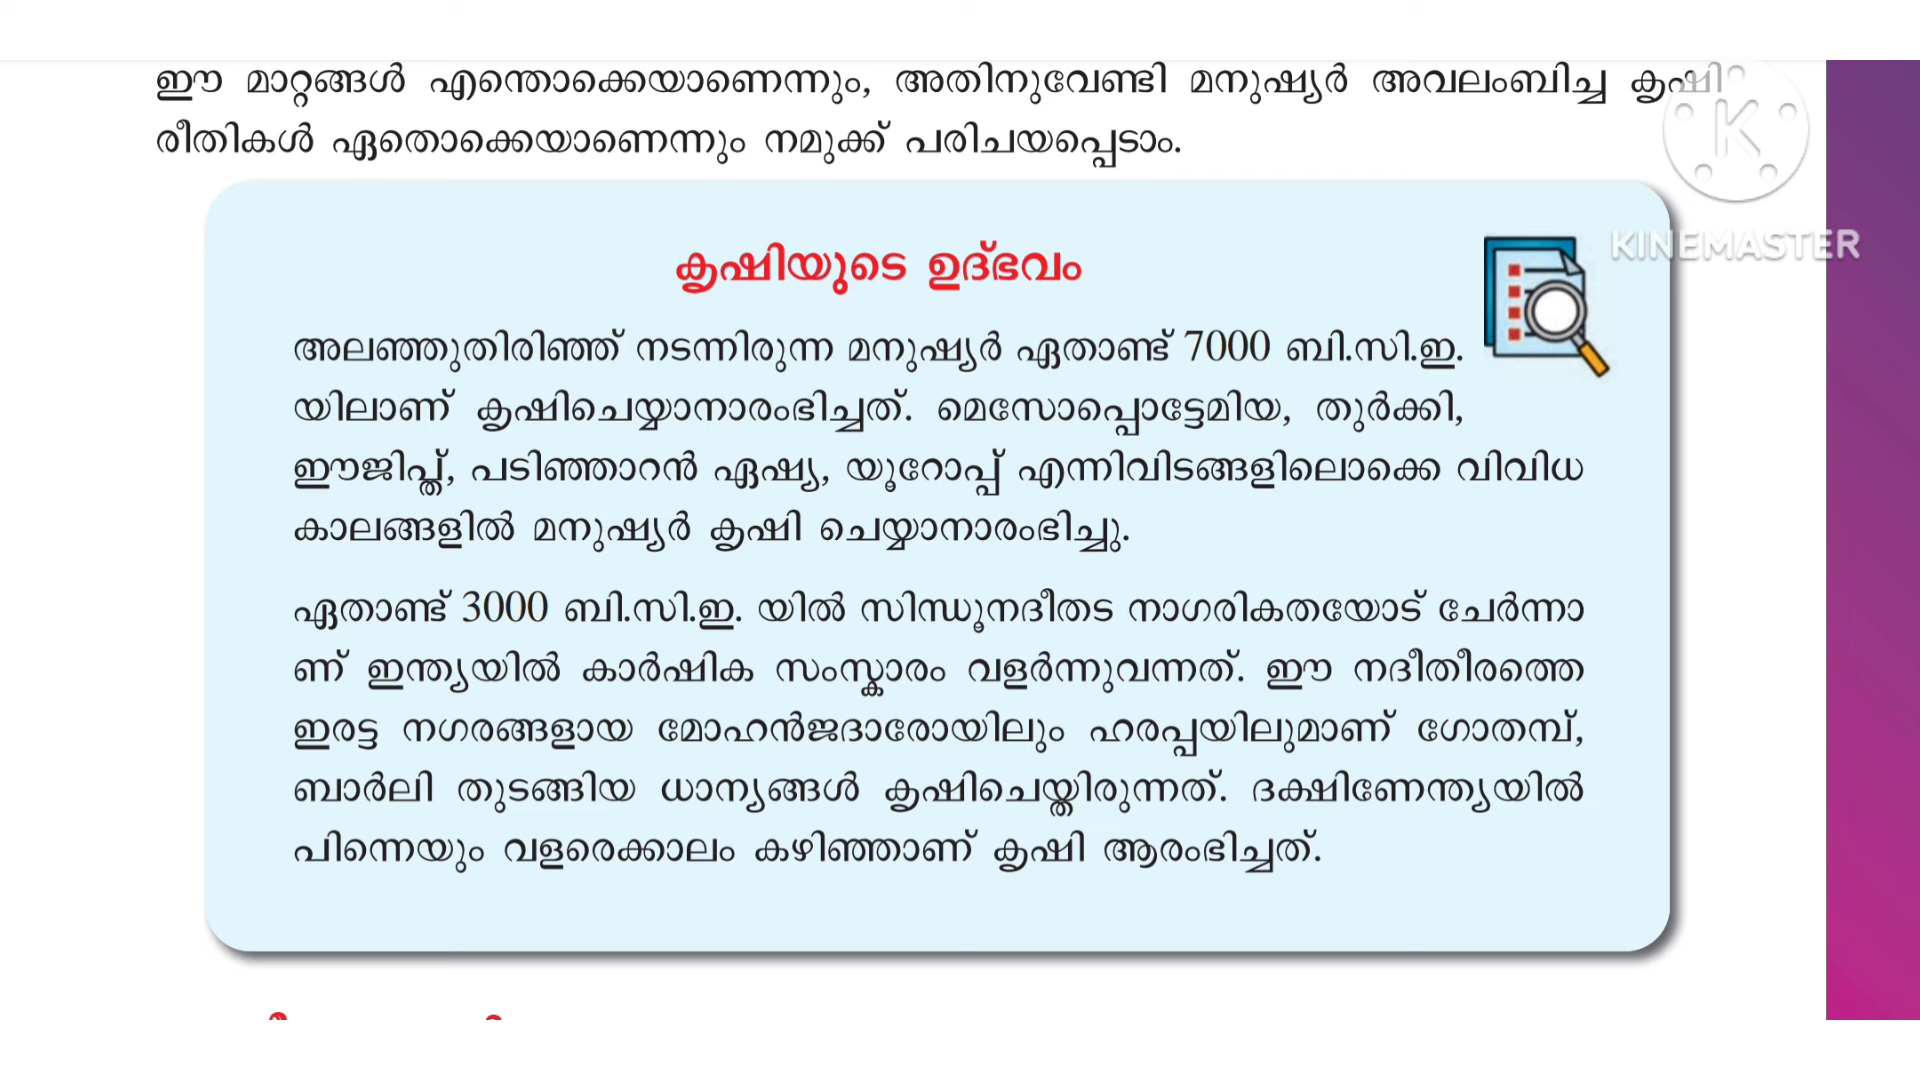 ഈ മാറ്റങ്ങൾ എന്തൊക്കെയാണെന്നും, അതിനുവേണ്ടി മനുഷ്യർ അവലംബിച്ച കൃഷി
രീതികൾ ഏതൊക്കെയാണെന്നും നമുക്ക് പരിചയപ്പെടാം.
K
KINEMASTER
കൃഷിയുടെ ഉദ്ഭവം
അലഞ്ഞുതിരിഞ്ഞ് നടന്നിരുന്ന മനുഷ്യർ ഏതാണ്ട് 7000 ബി.സി.ഇ.
യിലാണ് കൃഷിചെയ്യാനാരംഭിച്ചത്. മെസോപ്പൊട്ടേമിയ, തുർക്കി,
ഈജിപ്ത്, പടിഞ്ഞാറൻ ഏഷ്യ, യൂറോപ്പ് എന്നിവിടങ്ങളിലൊക്കെ വിവിധ
കാലങ്ങളിൽ മനുഷ്യർ കൃഷി ചെയ്യാനാരംഭിച്ചു.
ഏതാണ്ട് 3000 ബി.സി.ഇ. യിൽ സിന്ധൂനദീതട നാഗരികതയോട് ചേർന്നാ
ണ് ഇന്ത്യയിൽ കാർഷിക സംസ്കാരം വളർന്നുവന്നത്. ഈ നദീതീരത്തെ
ഇരട്ട നഗരങ്ങളായ മോഹൻജദാരോയിലും ഹരപ്പയിലുമാണ് ഗോതമ്പ്,
ബാർലി തുടങ്ങിയ ധാന്യങ്ങൾ കൃഷിചെയ്തിരുന്നത്. ദക്ഷിണേന്ത്യയിൽ
പിന്നെയും വളരെക്കാലം കഴിഞ്ഞാണ് കൃഷി ആരംഭിച്ചത്.